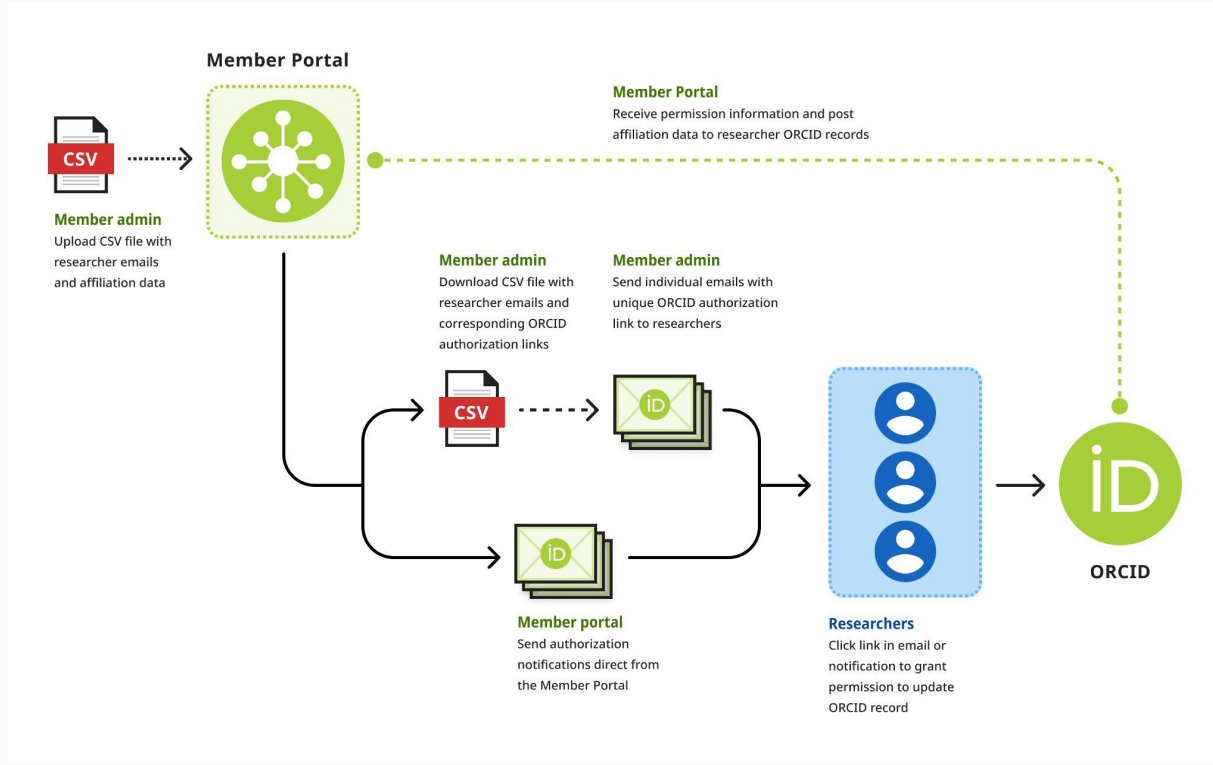 Member Portal
CSV
Member admin
Upload CSV file with
researcher emails
and affiliation data
Member Portal
Receive permission information and post
affiliation data to researcher ORCID records
Member admin
Download CSV file with
researcher emails and
corresponding ORCID
authorization links
Member admin
Send individual emails with
unique ORCID authorization
link to researchers
CSV
iD
iD
Member portal
Send authorization
notifications direct from
the Member Portal
Researchers
Click link in email or
notification to grant
permission to update
ORCID record
iD
ORCID